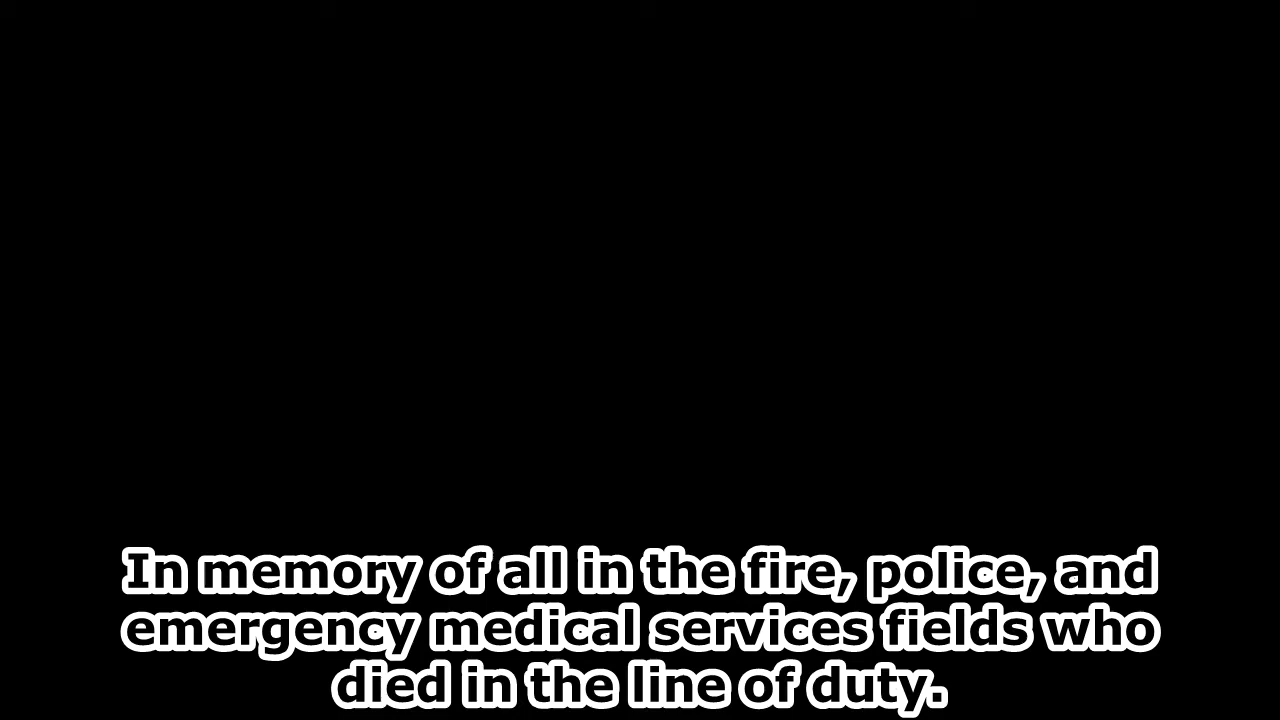 In memory of all in the fire, police, and
emergency medical services fields who
died in the line of duty.